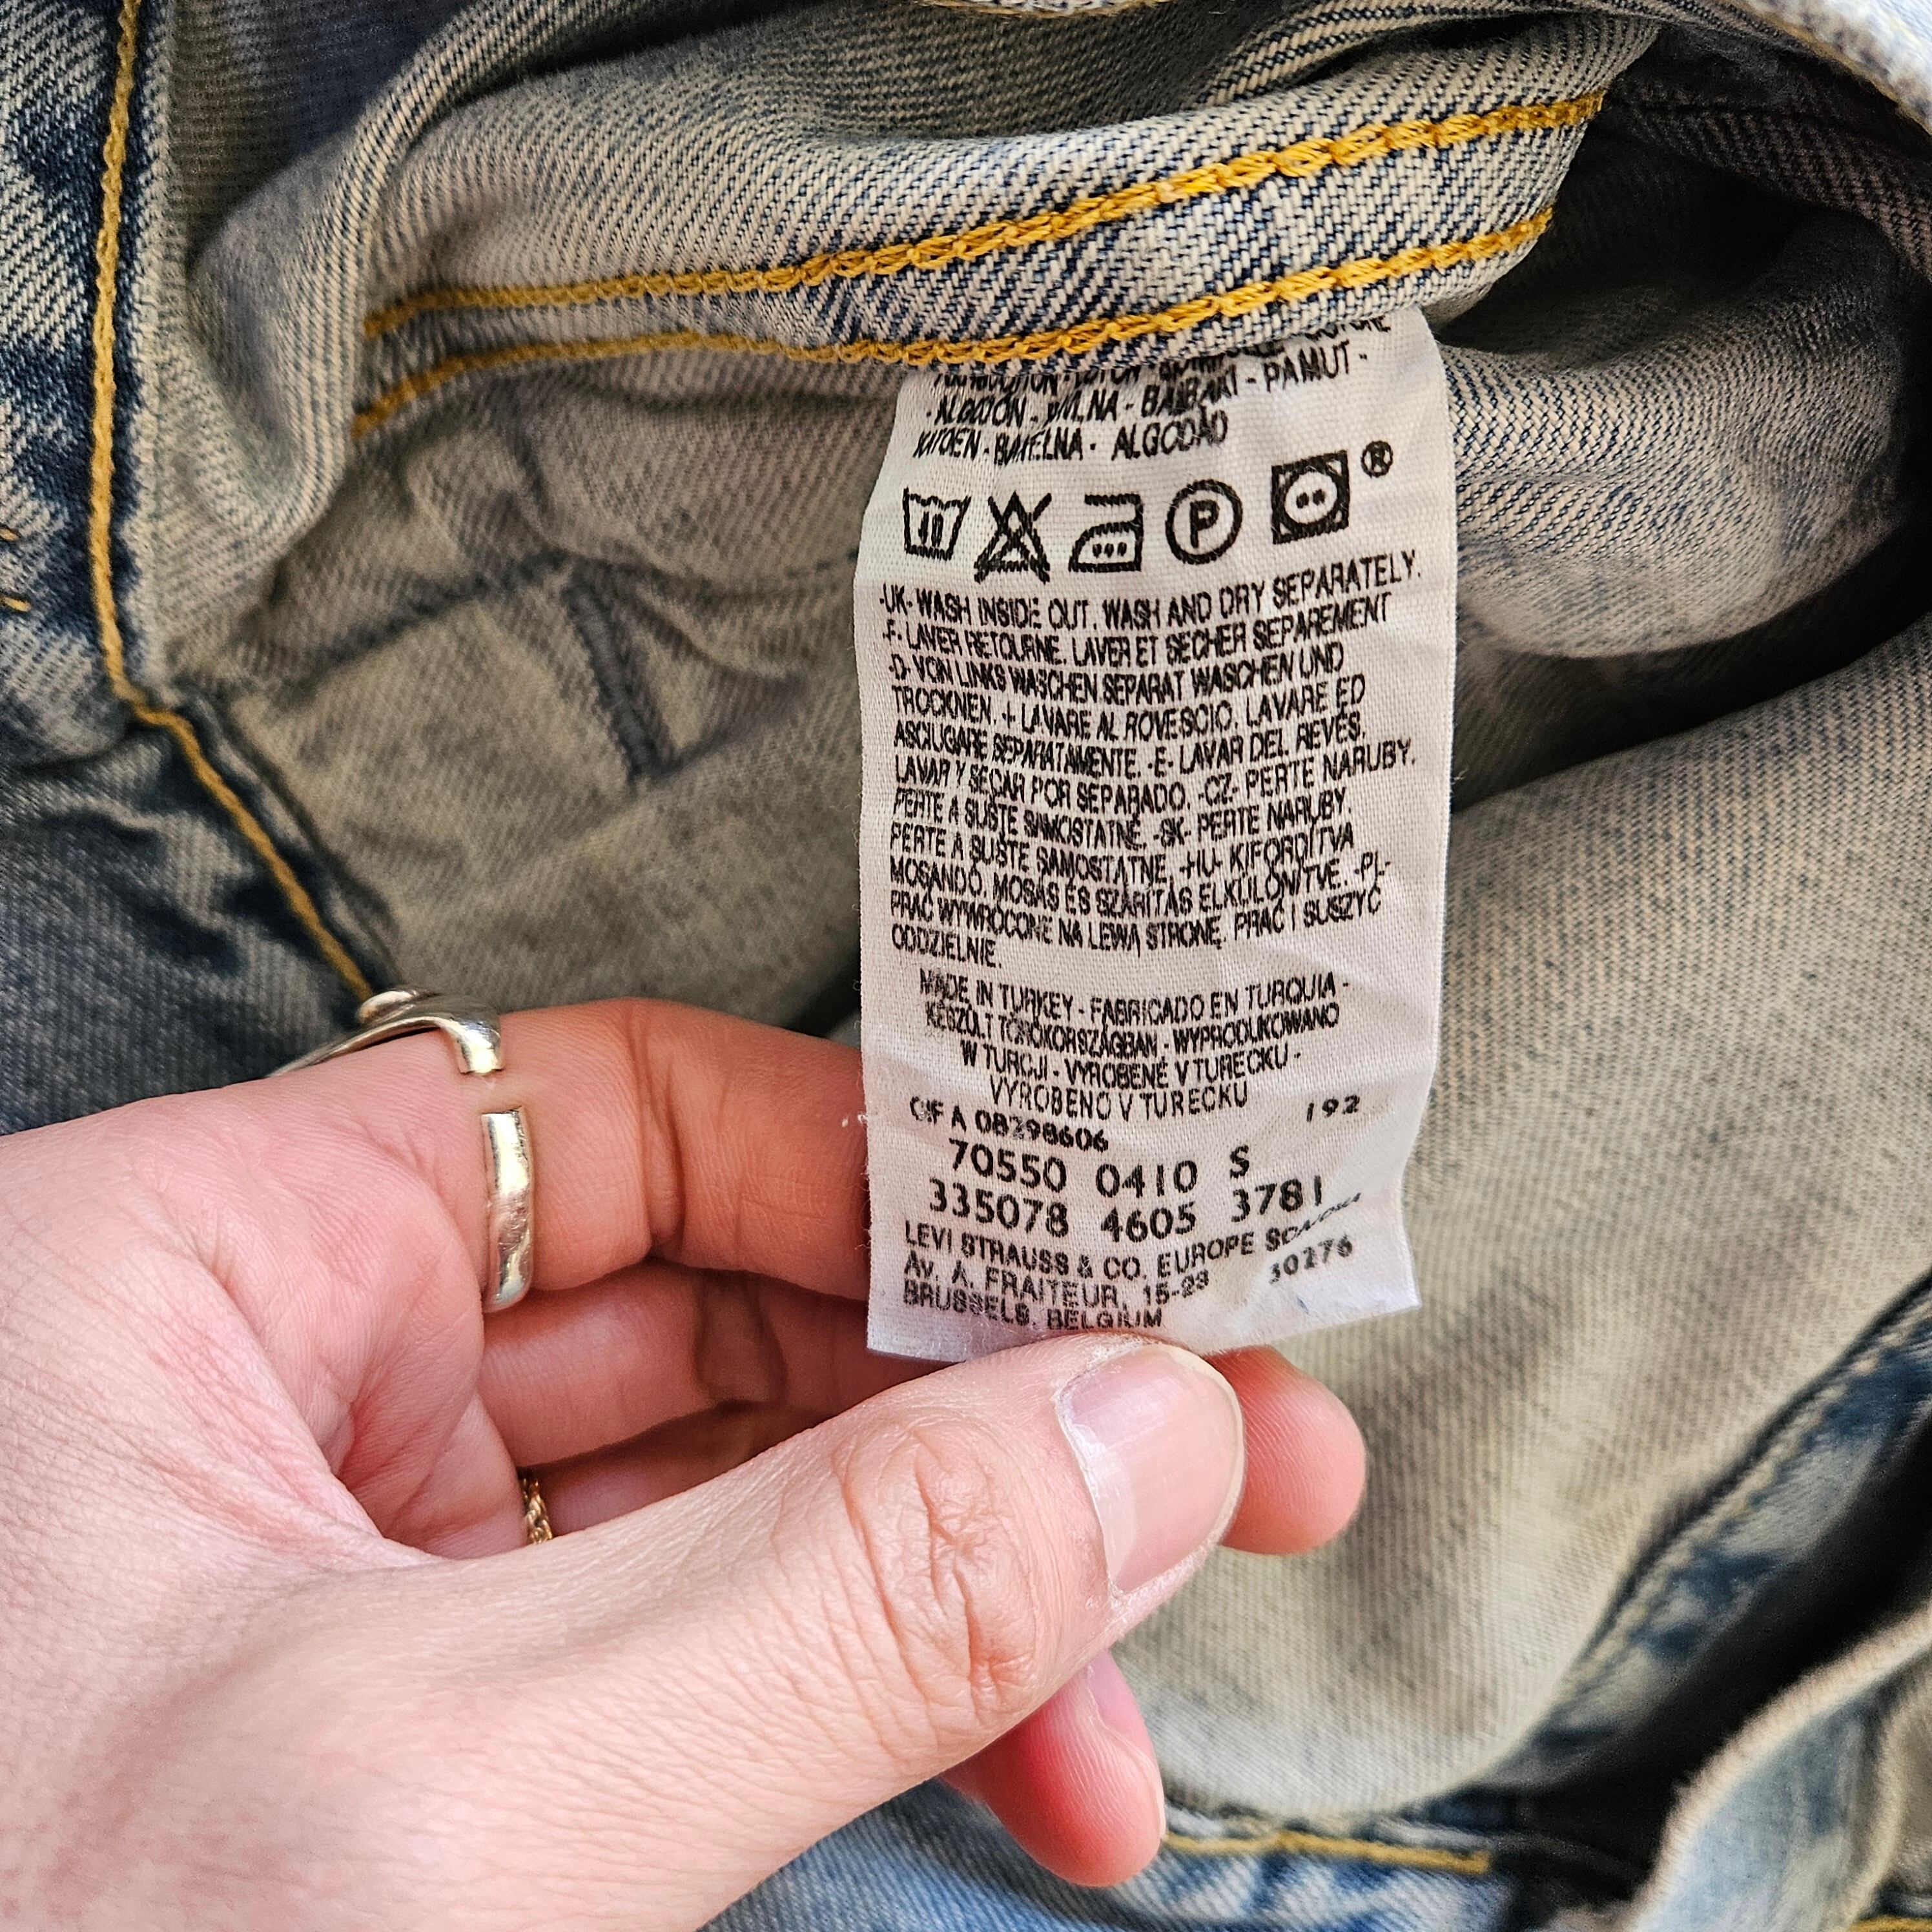 - ALGODÓN - - BAMBAKI - PAMUT -
KATOEN - BAVELNA - ALGODÃO
40 P ®
-UK- WASH INSIDE OUT. WASH AND DRY SEPARATELY.
-F- LAVER RETOURNE. LAVER ET SECHER SEPAREMENT
-D- VON LINKS WASCHEN SEPARAT WASCHEN UND
TROCKNEN. -I- LAVARE AL ROVESCIO. LAVARE ED
ASCIUGARE SEPARATAMENTE. -E- LAVAR DEL REVÉS.
LAVAR Y SECAR POR SEPARADO. -CZ- PERTE NARUBY.
PERTE A SUŠTE SAMOSTATNĚ. -SK- PERTE NARUBY.
PERTE A SUŠTE SAMOSTATNE. -HU- KIFORDÍTVA
MOSANDÓ. MOSÁS ÉS SZÁRÍTÁS ELKÜLÖNÍTVE. -PL-
PRAĆ WYWRÓCONE NA LEWĄ STRONĘ. PRAĆ I SUSZYĆ
ODDZIELNIE.
MADE IN TURKEY - FABRICADO EN TURQUIA -
KÉSZÜLT TÖRÖKORSZÁGBAN - WYPRODUKOWANO
W TURCJI - VYROBENÉ V TURECKU -
VYROBENO V TURECKU
CIF A 08298606 192
70550 0410 S
335078 4605 3781
LEVI STRAUSS & CO. EUROPE SCA/CVA
AV. A. FRAITEUR, 15-23 50276
BRUSSELS, BELGIUM